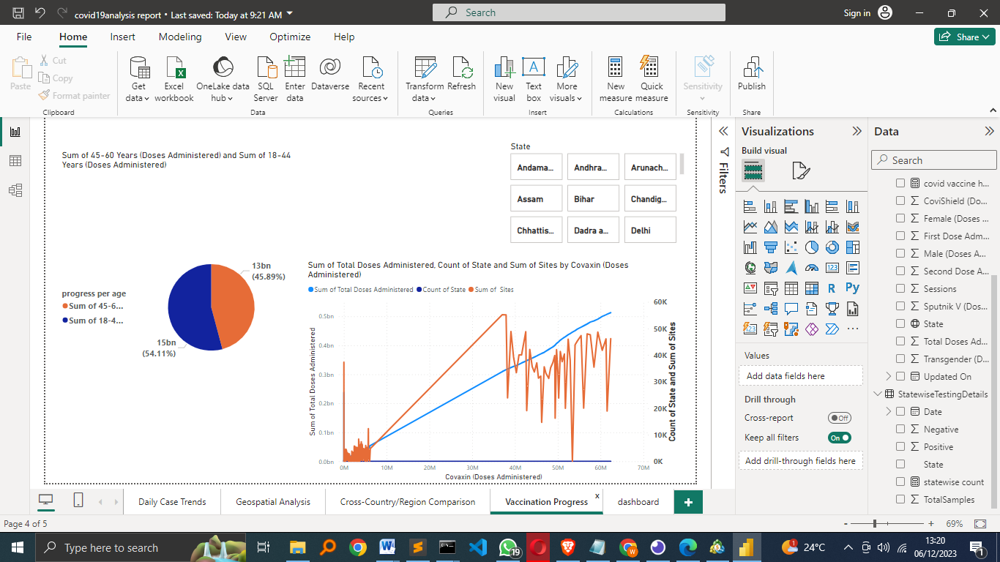 covid19analysis report • Last saved: Today at 9:21 AM
Search
Sign in
File
Home
Insert
Modeling
View
Optimize
Help
Share
Paste
Cut
Copy
Format painter
Clipboard
Get data
Excel workbook
OneLake data hub
SQL Server
Enter data
Dataverse
Recent sources
Data
Transform data
Refresh
Queries
New visual
Text box
More visuals
Insert
New measure
Quick measure
Calculations
Sensitivity
Sensitivity
Publish
Share
Sum of 45-60 Years (Doses Administered) and Sum of 18-44
Years (Doses Administered)
State
Andama...
Andhra...
Arunach...
Assam
Bihar
Chandig...
Chhattis...
Dadra a...
Delhi
progress per age
Sum of 45-6...
Sum of 18-4...
13bn
(45.89%)
15bn
(54.11%)
Sum of Total Doses Administered, Count of State and Sum of Sites by Covaxin (Doses
Administered)
Sum of Total Doses Administered
Count of State
Sum of Sites
Sum of Total Doses Administered
0.5bn
0.4bn
0.3bn
0.2bn
0.1bn
0.0bn
60K
50K
40K
30K
20K
10K
0K
Count of State and Sum of Sites
0M
10M
20M
30M
40M
50M
60M
70M
Covaxin (Doses Administered)
Filters
Visualizations
Build visual
R
Py
123
Values
Add data fields here
Drill through
Cross-report
Off
Keep all filters
On
Add drill-through fields here
Data
Search
covid vaccine h...
CoviShield (Do...
Female (Doses ...
First Dose Adm...
Male (Doses A...
Second Dose A...
Sessions
Sputnik V (Dos...
State
Total Doses Ad...
Transgender (D...
Updated On
StatewiseTestingDetails
Date
Negative
Positive
State
statewise count
TotalSamples
Daily Case Trends
Geospatial Analysis
Cross-Country/Region Comparison
Vaccination Progress
x
dashboard
+
Page 4 of 5
- + 69%
Type here to search
19
1
24°C
13:20
06/12/2023
1